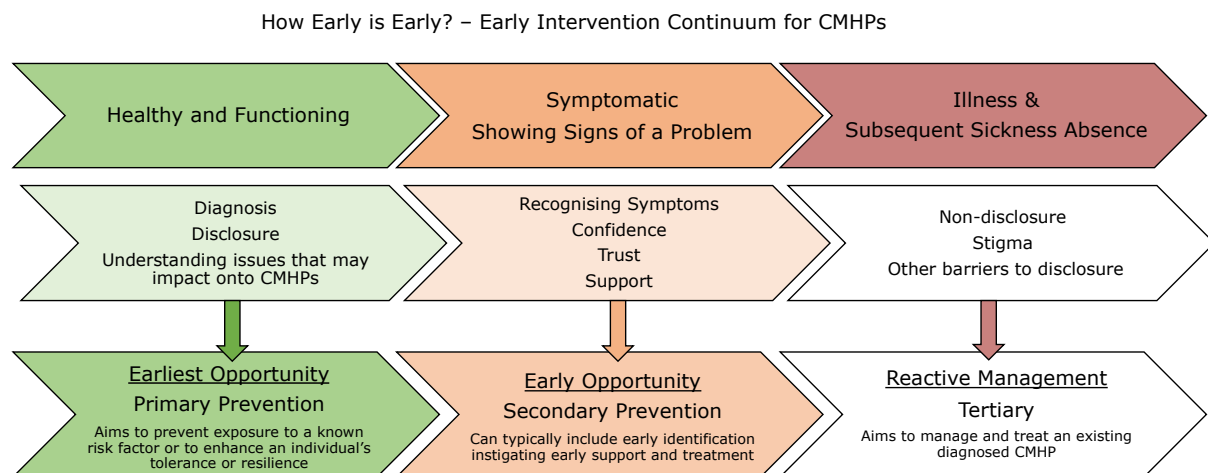 How Early is Early? – Early Intervention Continuum for CMHPs
Healthy and Functioning
Symptomatic
Showing Signs of a Problem
Illness &
Subsequent Sickness Absence
Diagnosis
Disclosure
Understanding issues that may
impact onto CMHPs
Recognising Symptoms
Confidence
Trust
Support
Non-disclosure
Stigma
Other barriers to disclosure
Earliest Opportunity
Primary Prevention
Aims to prevent exposure to a known
risk factor or to enhance an individual’s
tolerance or resilience
Early Opportunity
Secondary Prevention
Can typically include early identification
instigating early support and treatment
Reactive Management
Tertiary
Aims to manage and treat an existing
diagnosed CMHP